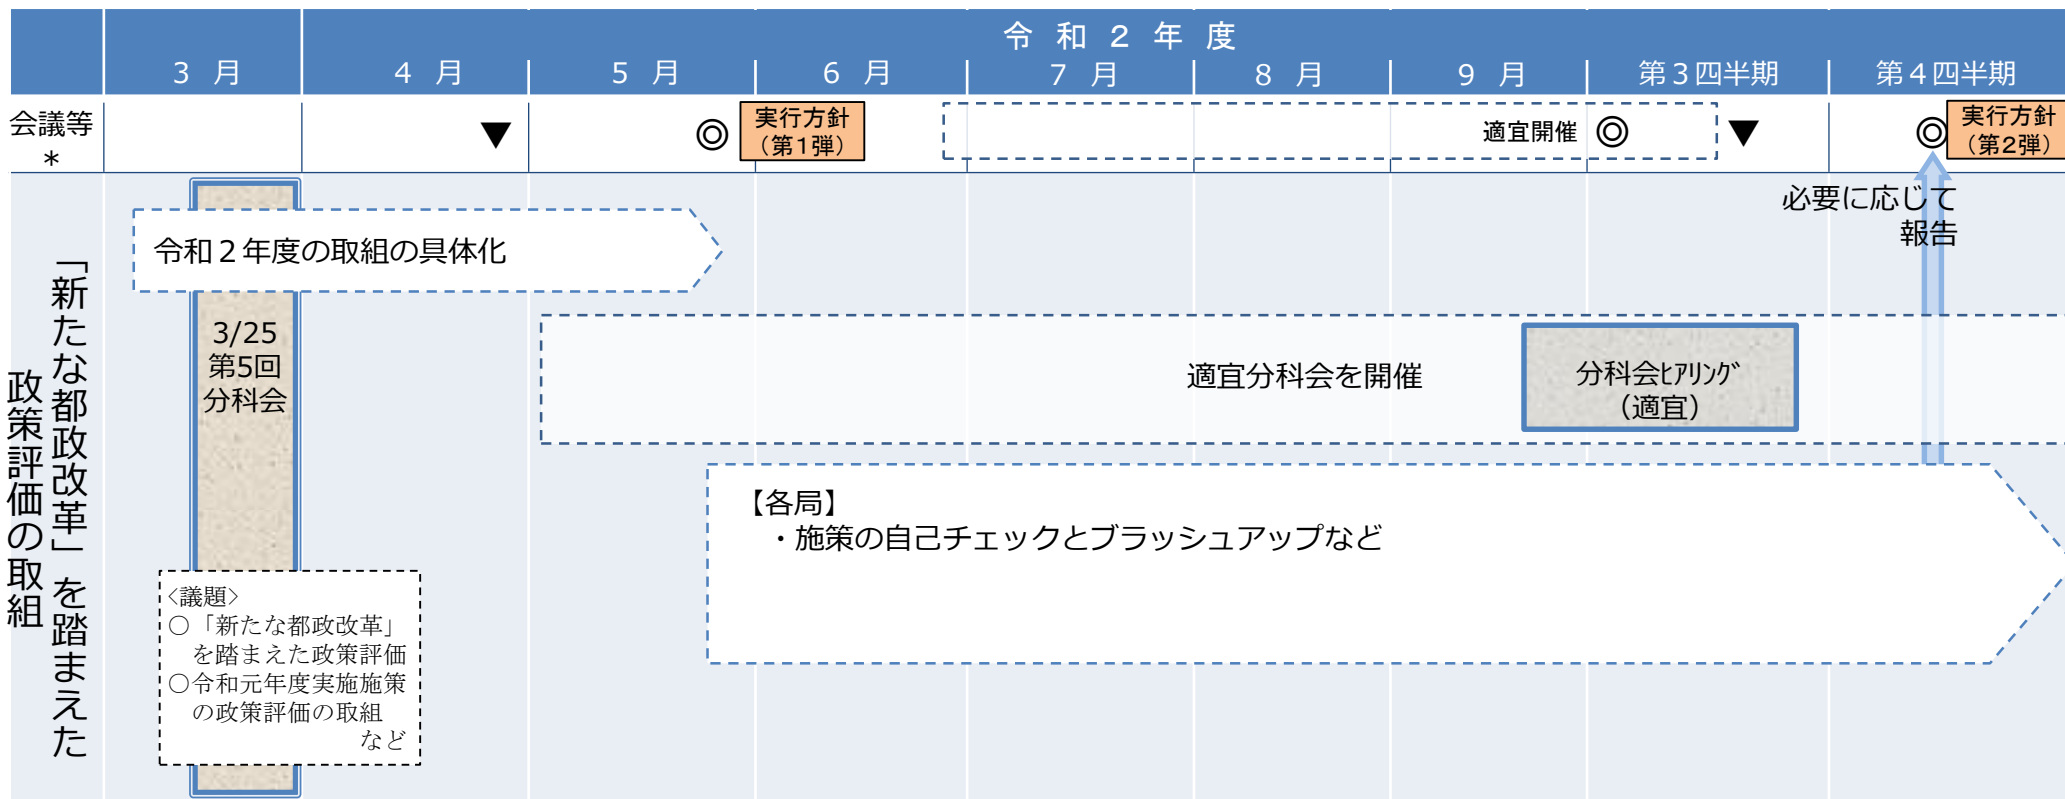 令和２年度
３月
４月
５月
６月
７月
８月
９月
第３四半期
第４四半期
会議等
＊
▼
◎
実行方針
（第１弾）
適宜開催
◎
▼
◎
実行方針
（第２弾）
必要に応じて
報告
「新たな都政改革」を踏まえた
政策評価の取組
令和２年度の取組の具体化
3/25
第5回
分科会
適宜分科会を開催
分科会ﾋｱﾘﾝｸﾞ
（適宜）
【各局】
・施策の自己チェックとブラッシュアップなど
<議題>
○「新たな都政改革」
を踏まえた政策評価
○令和元年度実施施策
の政策評価の取組
など